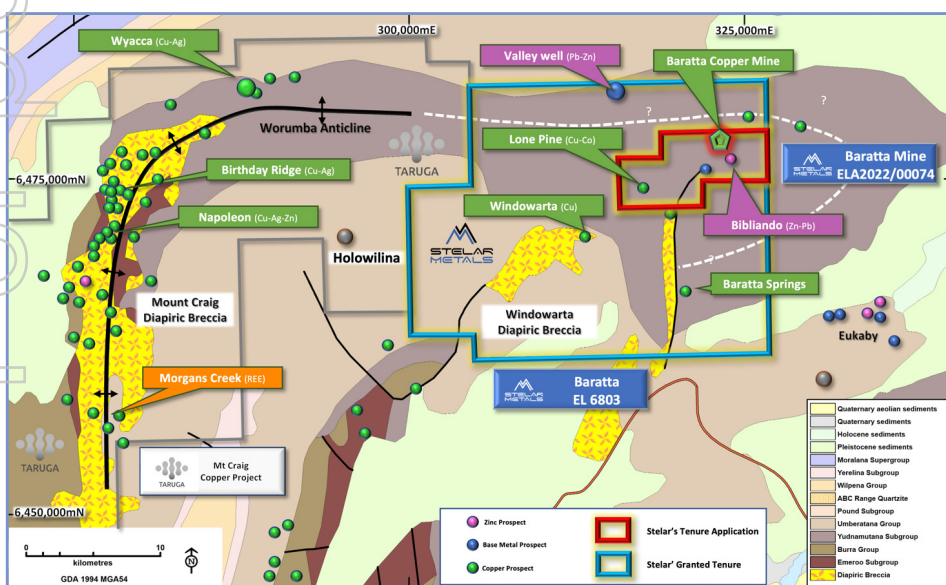 300,000mE
325,000mE
Wyacca (Cu-Ag)
Valley well (Pb-Zn)
Baratta Copper Mine
?
?
Worumba Anticline
TARUGA
Lone Pine (Cu-Co)
STELAR
METALS
Baratta Mine
ELA2022/00074
6,475,000mN
Birthday Ridge (Cu-Ag)
Napoleon (Cu-Ag-Zn)
Windowarta (Cu)
Bibliando (Zn-Pb)
Holowilina
STELAR
METALS
?
Baratta Springs
Mount Craig
Diapiric Breccia
Windowarta
Diapiric Breccia
Eukaby
Morgans Creek (REE)
STELAR
METALS
Baratta
EL 6803
TARUGA
TARUGA
Mt Craig
Copper Project
6,450,000mN
0
10
kilometres
GDA 1994 MGA54
N
Zinc Prospect
Base Metal Prospect
Copper Prospect
Stelar's Tenure Application
Stelar' Granted Tenure
Quaternary aeolian sediments
Quaternary sediments
Holocene sediments
Pleistocene sediments
Moralana Supergroup
Yerelina Subgroup
Wilpena Group
ABC Range Quartzite
Pound Subgroup
Umberatana Group
Yudnamutana Subgroup
Burra Group
Emeroo Subgroup
Diapiric Breccia